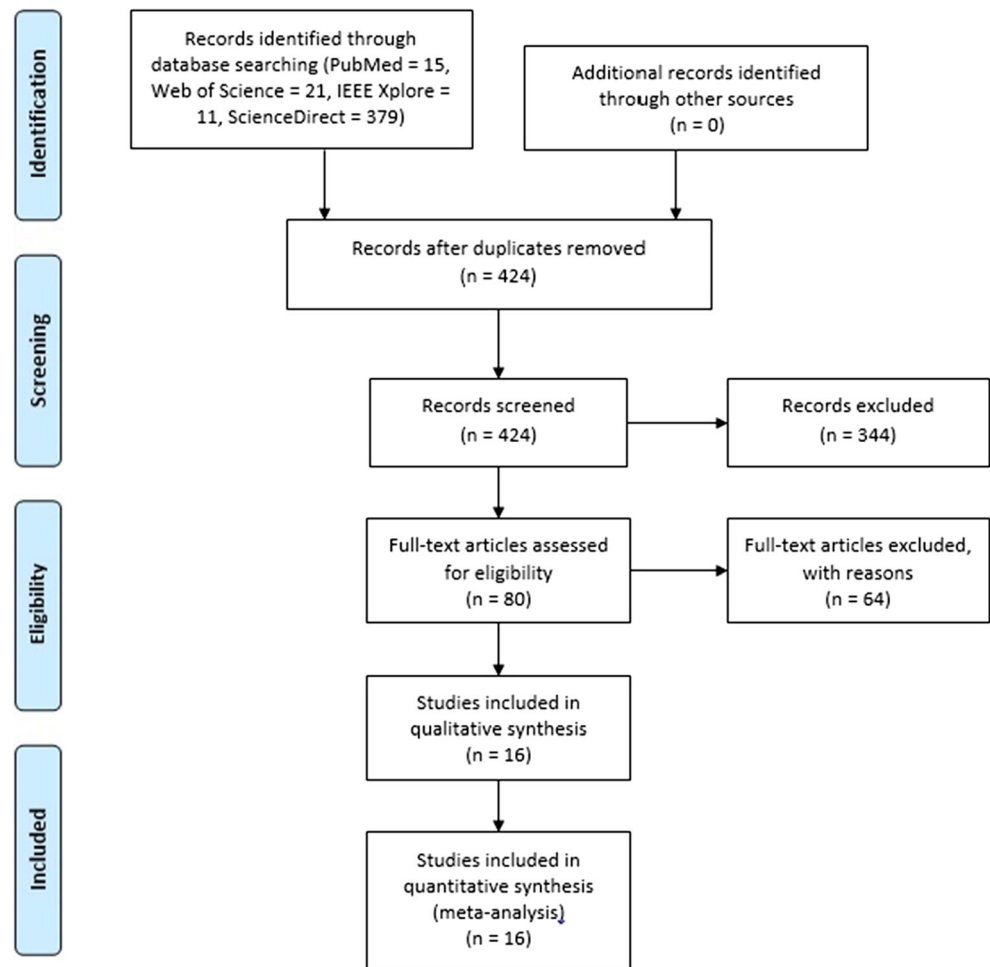 Identification
Records identified through
database searching (PubMed = 15,
Web of Science = 21, IEEE Xplore =
11, ScienceDirect = 379)
Additional records identified
through other sources
(n = 0)
Records after duplicates removed
(n = 424)
Screening
Records screened
(n = 424)
Records excluded
(n = 344)
Eligibility
Full-text articles assessed
for eligibility
(n = 80)
Full-text articles excluded,
with reasons
(n = 64)
Studies included in
qualitative synthesis
(n = 16)
Included
Studies included in
quantitative synthesis
(meta-analysis)
(n = 16)